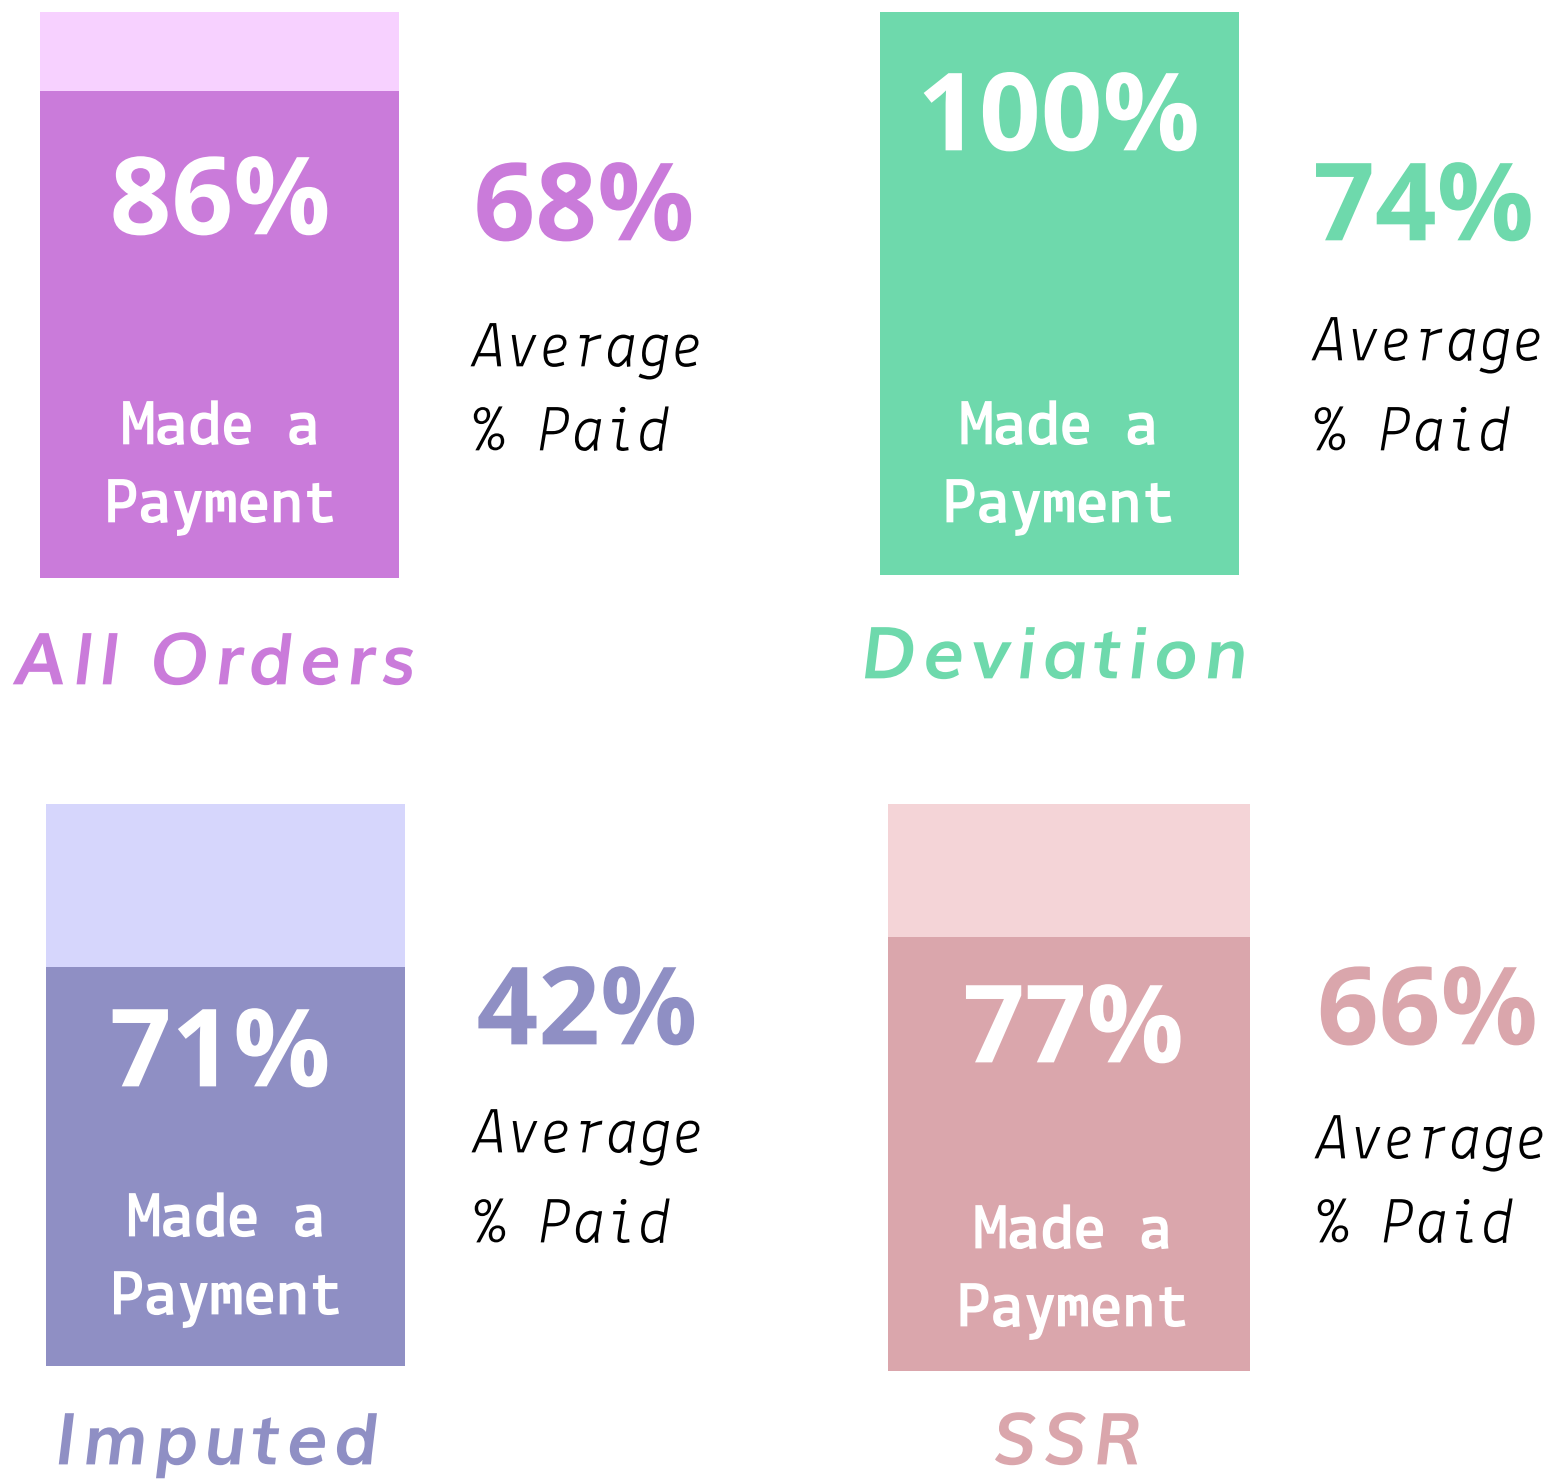 86%
Made a
Payment
68%
Average
% Paid
All Orders
100%
Made a
Payment
74%
Average
% Paid
Deviation
71%
Made a
Payment
42%
Average
% Paid
Imputed
77%
Made a
Payment
66%
Average
% Paid
SSR